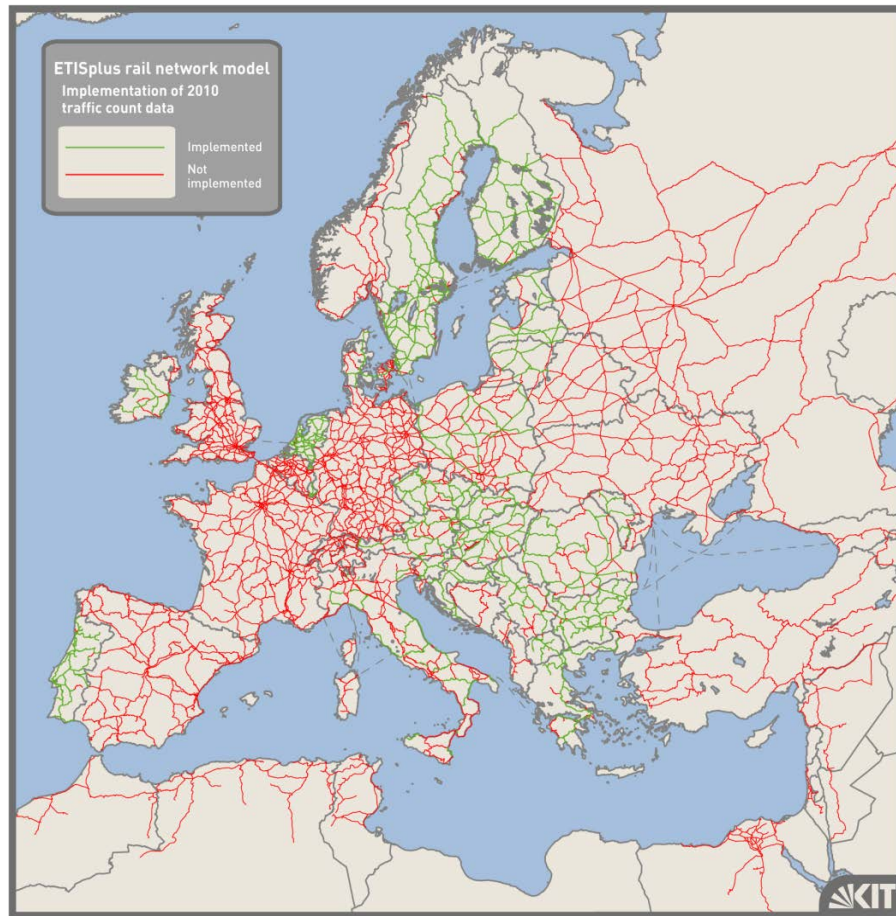 ETISplus rail network model
Implementation of 2010
traffic count data
Implemented
Not
implemented
KIT